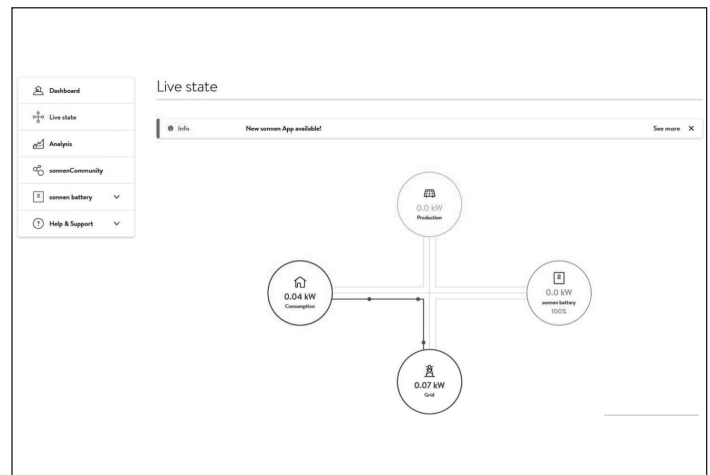 Dashboard
Live state
Analysis
sonnenCommunity
sonnen battery
Help & Support
Live state
Info New sonnen App available! See more X
0.0 kW
Production
0.04 kW
Consumption
0.0 kW
sonnen battery
100%
0.07 kW
Grid